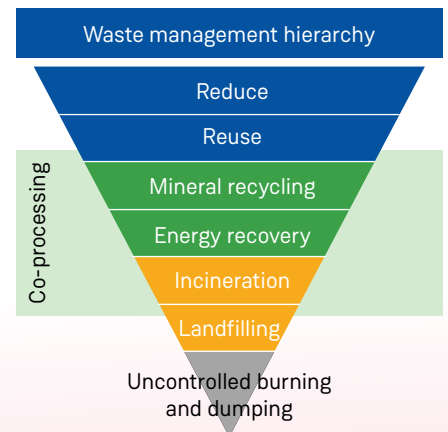 Waste management hierarchy
Reduce
Reuse
Co-processing
Mineral recycling
Energy recovery
Incineration
Landfilling
Uncontrolled burning
and dumping